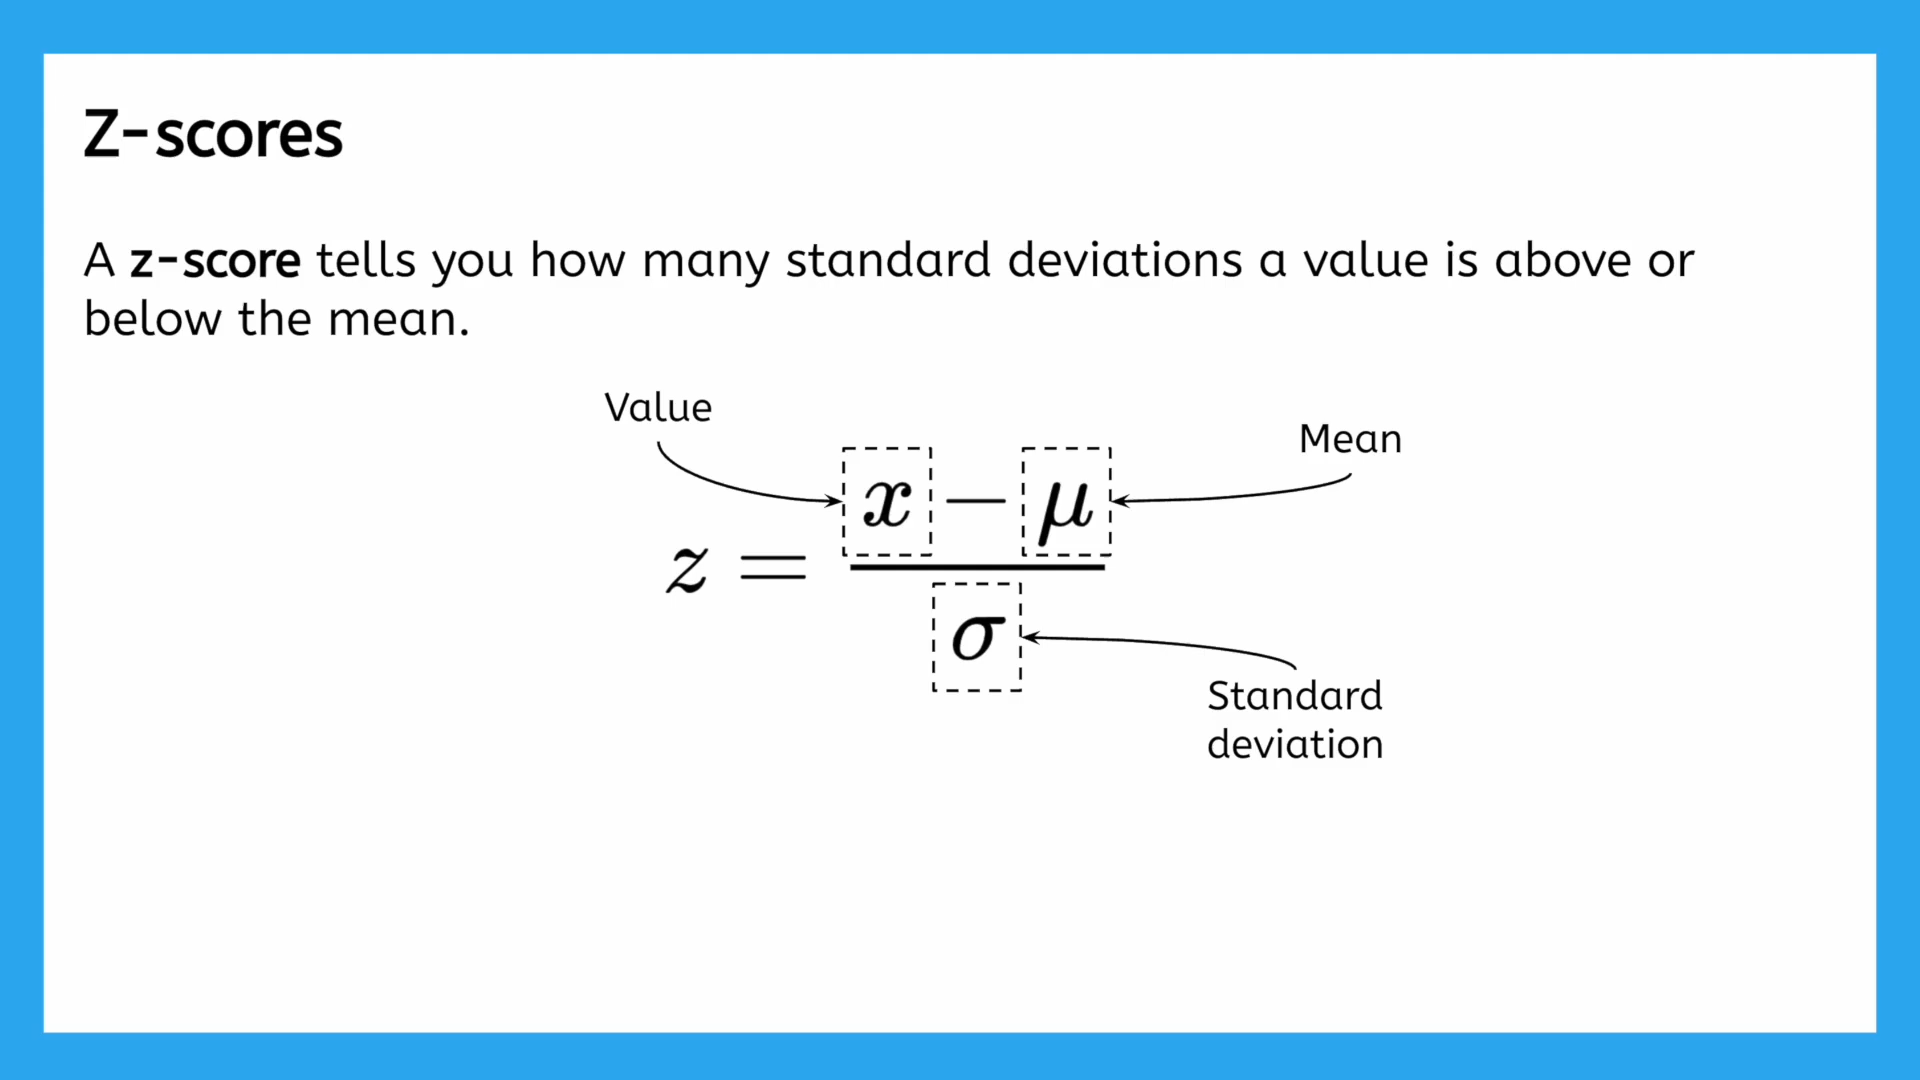 Z-scores
A z-score tells you how many standard deviations a value is above or
below the mean.
Value
Mean
z = x − μ
σ
Standard
deviation